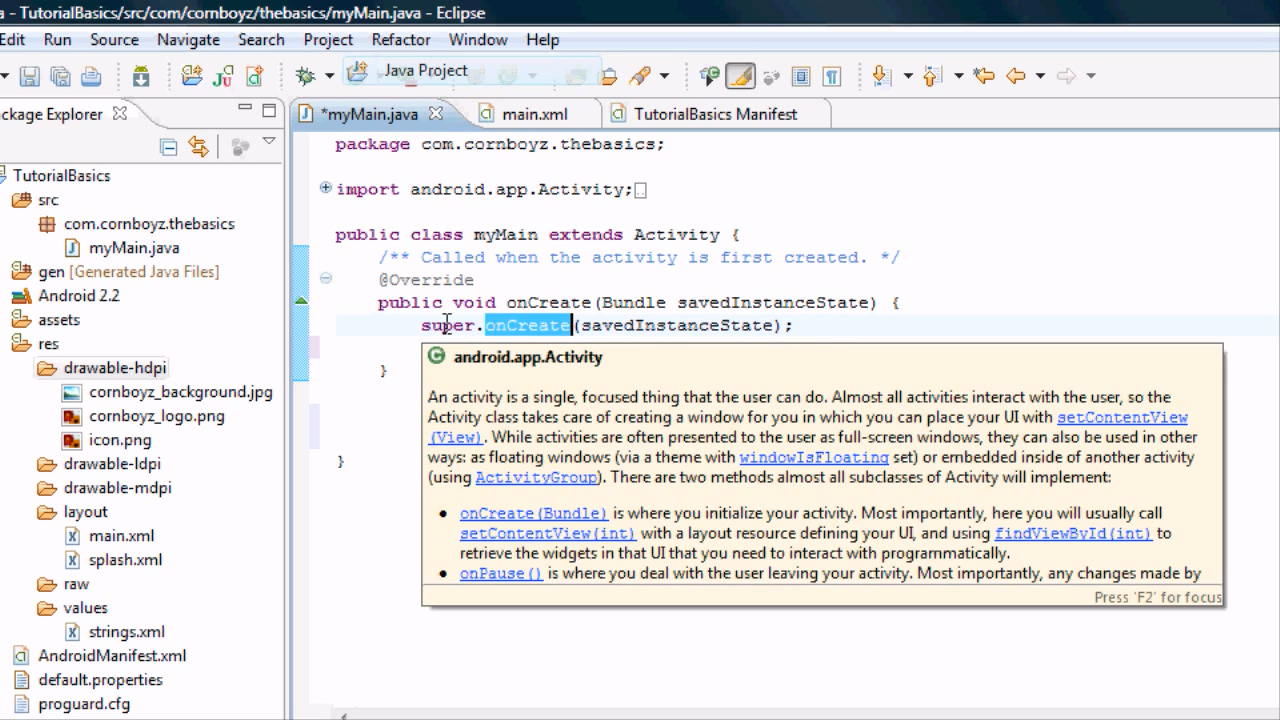 a - TutorialBasics/src/com/cornboyz/thebasics/myMain.java - Eclipse
Edit Run Source Navigate Search Project Refactor Window Help
Java Project
ckage Explorer
*myMain.java main.xml TutorialBasics Manifest
TutorialBasics
src
com.cornboyz.thebasics
myMain.java
gen [Generated Java Files]
Android 2.2
assets
res
drawable-hdpi
cornboyz_background.jpg
cornboyz_logo.png
icon.png
drawable-ldpi
drawable-mdpi
layout
main.xml
splash.xml
raw
values
strings.xml
AndroidManifest.xml
default.properties
proguard.cfg
package com.cornboyz.thebasics;
import android.app.Activity;
public class myMain extends Activity {
/** Called when the activity is first created. */
@Override
public void onCreate(Bundle savedInstanceState) {
super.onCreate(savedInstanceState);
}
}
android.app.Activity
An activity is a single, focused thing that the user can do. Almost all activities interact with the user, so the
Activity class takes care of creating a window for you in which you can place your UI with setContentView
(View). While activities are often presented to the user as full-screen windows, they can also be used in other
ways: as floating windows (via a theme with windowIsFloating set) or embedded inside of another activity
(using ActivityGroup). There are two methods almost all subclasses of Activity will implement:
• onCreate(Bundle) is where you initialize your activity. Most importantly, here you will usually call
setContentView(int) with a layout resource defining your UI, and using findViewById(int) to
retrieve the widgets in that UI that you need to interact with programmatically.
• onPause() is where you deal with the user leaving your activity. Most importantly, any changes made by
Press 'F2' for focus